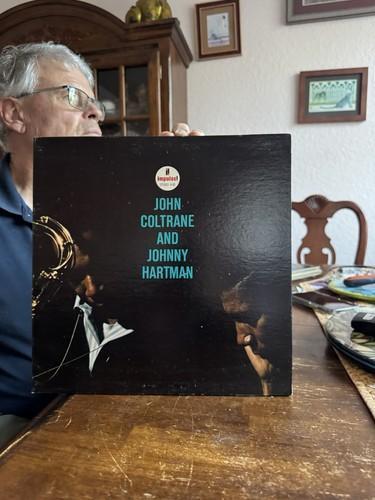 impulse!
JOHN
COLTRANE
AND
JOHNNY
HARTMAN